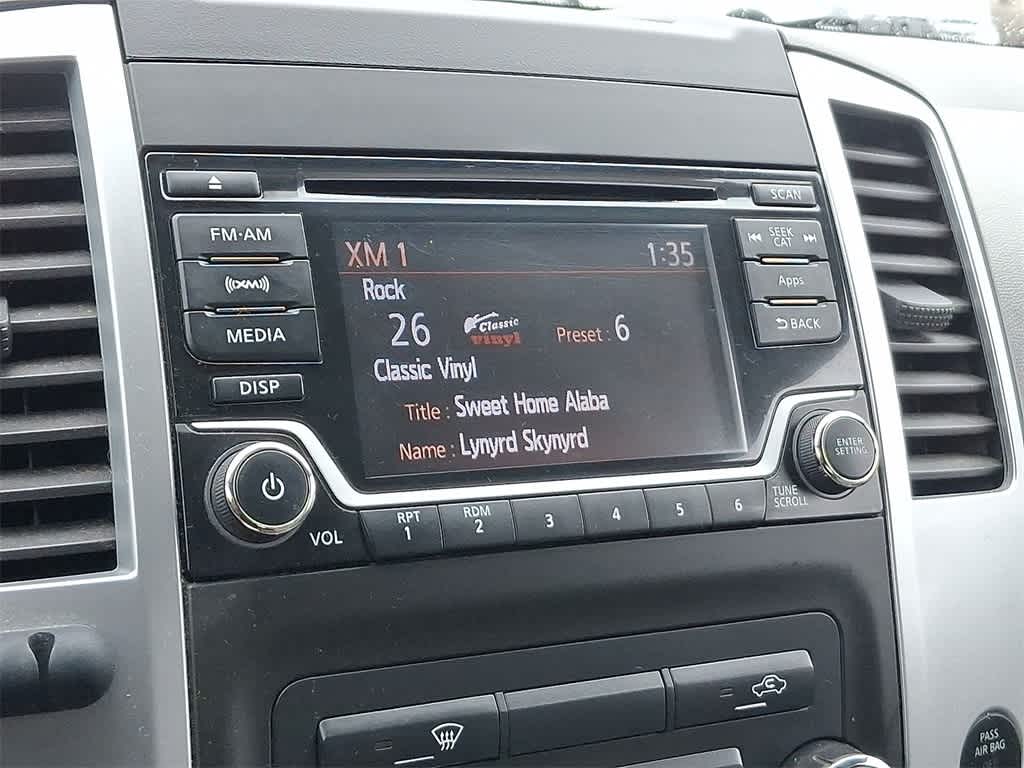 SCAN
FM·AM
SEEK
CAT
XM 1 1:35
Rock
((XM))
Apps
26 Classic vinyl Preset : 6
MEDIA
BACK
Classic Vinyl
DISP
Title : Sweet Home Alaba
Name : Lynyrd Skynyrd
ENTER
SETTING
TUNE
SCROLL
VOL
RPT
1
RDM
2
3
4
5
6
PASS
AIR BAG